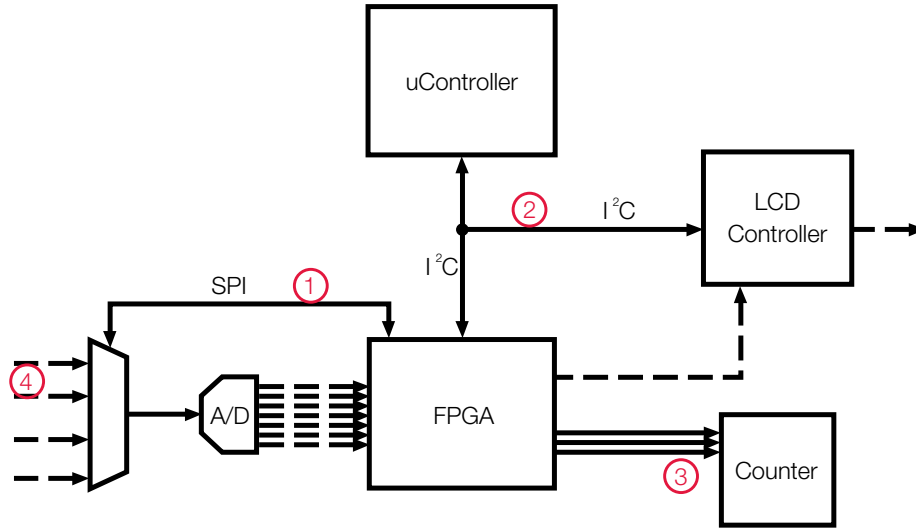 uController
2
I²C
LCD
Controller
I²C
SPI
1
4
A/D
FPGA
3
Counter